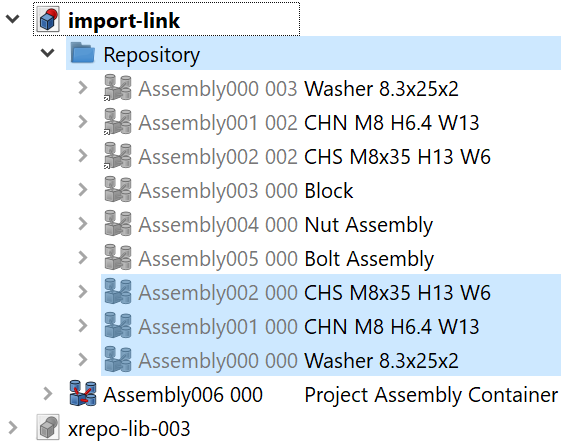 import-link
Repository
Assembly000 003 Washer 8.3x25x2
Assembly001 002 CHN M8 H6.4 W13
Assembly002 002 CHS M8x35 H13 W6
Assembly003 000 Block
Assembly004 000 Nut Assembly
Assembly005 000 Bolt Assembly
Assembly002 000 CHS M8x35 H13 W6
Assembly001 000 CHN M8 H6.4 W13
Assembly000 000 Washer 8.3x25x2
Assembly006 000 Project Assembly Container
xrepo-lib-003